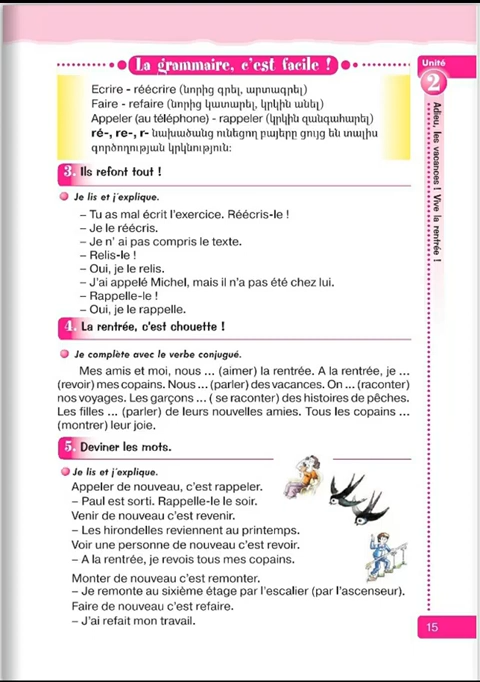 La grammaire, c'est facile !
Unité
2
Adieu, les vacances ! Vive la rentrée !
Ecrire - réécrire (նորից գրել, արտագրել)
Faire - refaire (նորից կատարել, կրկին անել)
Appeler (au téléphone) - rappeler (կրկին զանգահարել)
ré-, re-, r- նախածանց ունեցող բայերը ցույց են տալիս
գործողության կրկնություն:
3. Ils refont tout !
Je lis et j'explique.
– Tu as mal écrit l'exercice. Réécris-le !
– Je le réécris.
– Je n' ai pas compris le texte.
– Relis-le !
– Oui, je le relis.
– J'ai appelé Michel, mais il n'a pas été chez lui.
– Rappelle-le !
– Oui, je le rappelle.
4. La rentrée, c'est chouette !
Je complète avec le verbe conjugué.
Mes amis et moi, nous ... (aimer) la rentrée. A la rentrée, je ...
(revoir) mes copains. Nous ... (parler) des vacances. On ... (raconter)
nos voyages. Les garçons ... ( se raconter) des histoires de pêches.
Les filles ... (parler) de leurs nouvelles amies. Tous les copains ...
(montrer) leur joie.
5. Deviner les mots.
Je lis et j'explique.
Appeler de nouveau, c'est rappeler.
– Paul est sorti. Rappelle-le le soir.
Venir de nouveau c'est revenir.
– Les hirondelles reviennent au printemps.
Voir une personne de nouveau c'est revoir.
– A la rentrée, je revois tous mes copains.
Monter de nouveau c'est remonter.
– Je remonte au sixième étage par l'escalier (par l'ascenseur).
Faire de nouveau c'est refaire.
– J'ai refait mon travail.
15